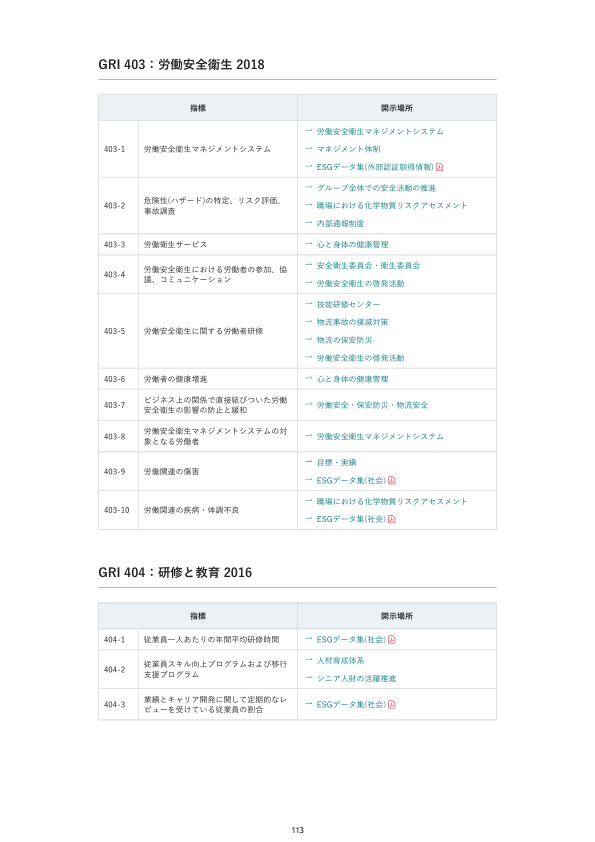 GRI 403：労働安全衛生 2018
指標
開示場所
403-1
労働安全衛生マネジメントシステム
労働安全衛生マネジメントシステム
マネジメント体制
ESGデータ集(外部認証取得情報)
403-2
危険性(ハザード)の特定、リスク評価、
事故調査
グループ全体での安全活動の推進
職場における化学物質リスクアセスメント
内部通報制度
403-3
労働衛生サービス
心と身体の健康管理
403-4
労働安全衛生における労働者の参加、協
議、コミュニケーション
安全衛生委員会・衛生委員会
労働安全衛生の啓発活動
403-5
労働安全衛生に関する労働者研修
技能研修センター
物流事故の撲滅対策
物流の保安防災
労働安全衛生の啓発活動
403-6
労働者の健康増進
心と身体の健康管理
403-7
ビジネス上の関係で直接結びついた労働
安全衛生の影響の防止と緩和
労働安全・保安防災・物流安全
403-8
労働安全衛生マネジメントシステムの対
象となる労働者
労働安全衛生マネジメントシステム
403-9
労働関連の傷害
目標・実績
ESGデータ集(社会)
403-10
労働関連の疾病・体調不良
職場における化学物質リスクアセスメント
ESGデータ集(社会)
GRI 404：研修と教育 2016
指標
開示場所
404-1
従業員一人あたりの年間平均研修時間
ESGデータ集(社会)
404-2
従業員スキル向上プログラムおよび移行
支援プログラム
人材育成体系
シニア人財の活躍推進
404-3
業績とキャリア開発に関して定期的なレ
ビューを受けている従業員の割合
ESGデータ集(社会)
113